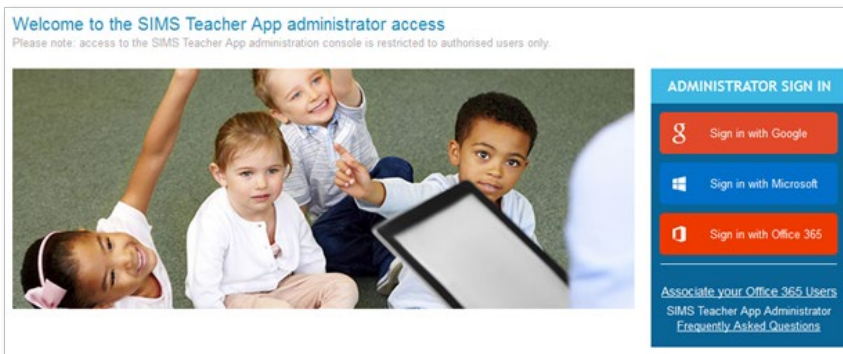 Welcome to the SIMS Teacher App administrator access
Please note: access to the SIMS Teacher App administration console is restricted to authorised users only.
ADMINISTRATOR SIGN IN
Sign in with Google
Sign in with Microsoft
Sign in with Office 365
Associate your Office 365 Users
SIMS Teacher App Administrator
Frequently Asked Questions